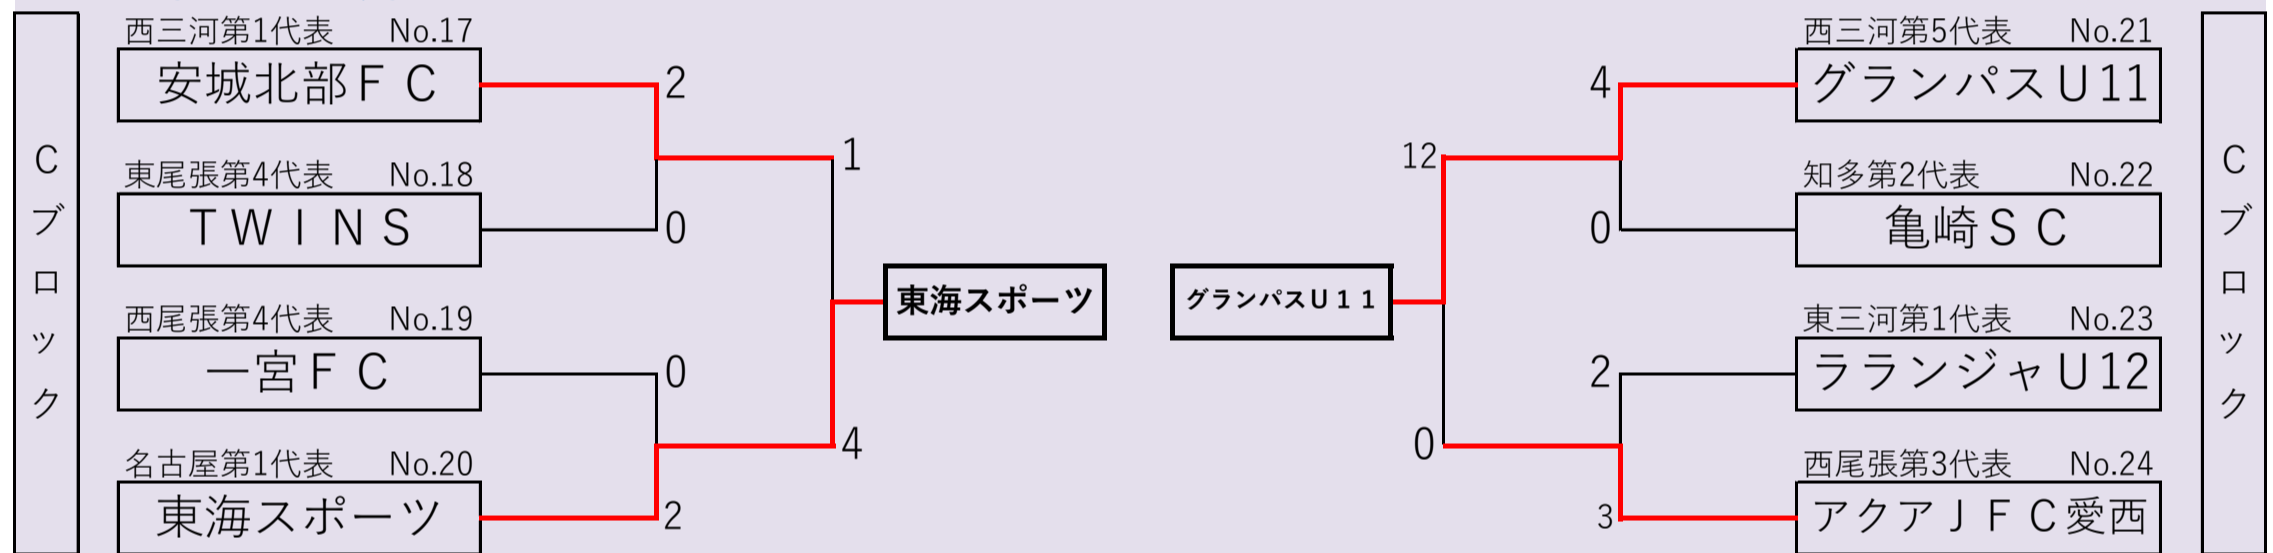 Cブロック
西三河第1代表 No.17
安城北部ＦＣ
2
東尾張第4代表 No.18
ＴＷＩＮＳ
0
1
西尾張第4代表 No.19
一宮ＦＣ
0
名古屋第1代表 No.20
東海スポーツ
2
4
東海スポーツ
グランパスＵ１１
西三河第5代表 No.21
4
グランパスＵ11
12
知多第2代表 No.22
0
亀崎ＳＣ
東三河第1代表 No.23
2
ラランジャＵ12
0
西尾張第3代表 No.24
3
アクアＪＦＣ愛西
Cブロック